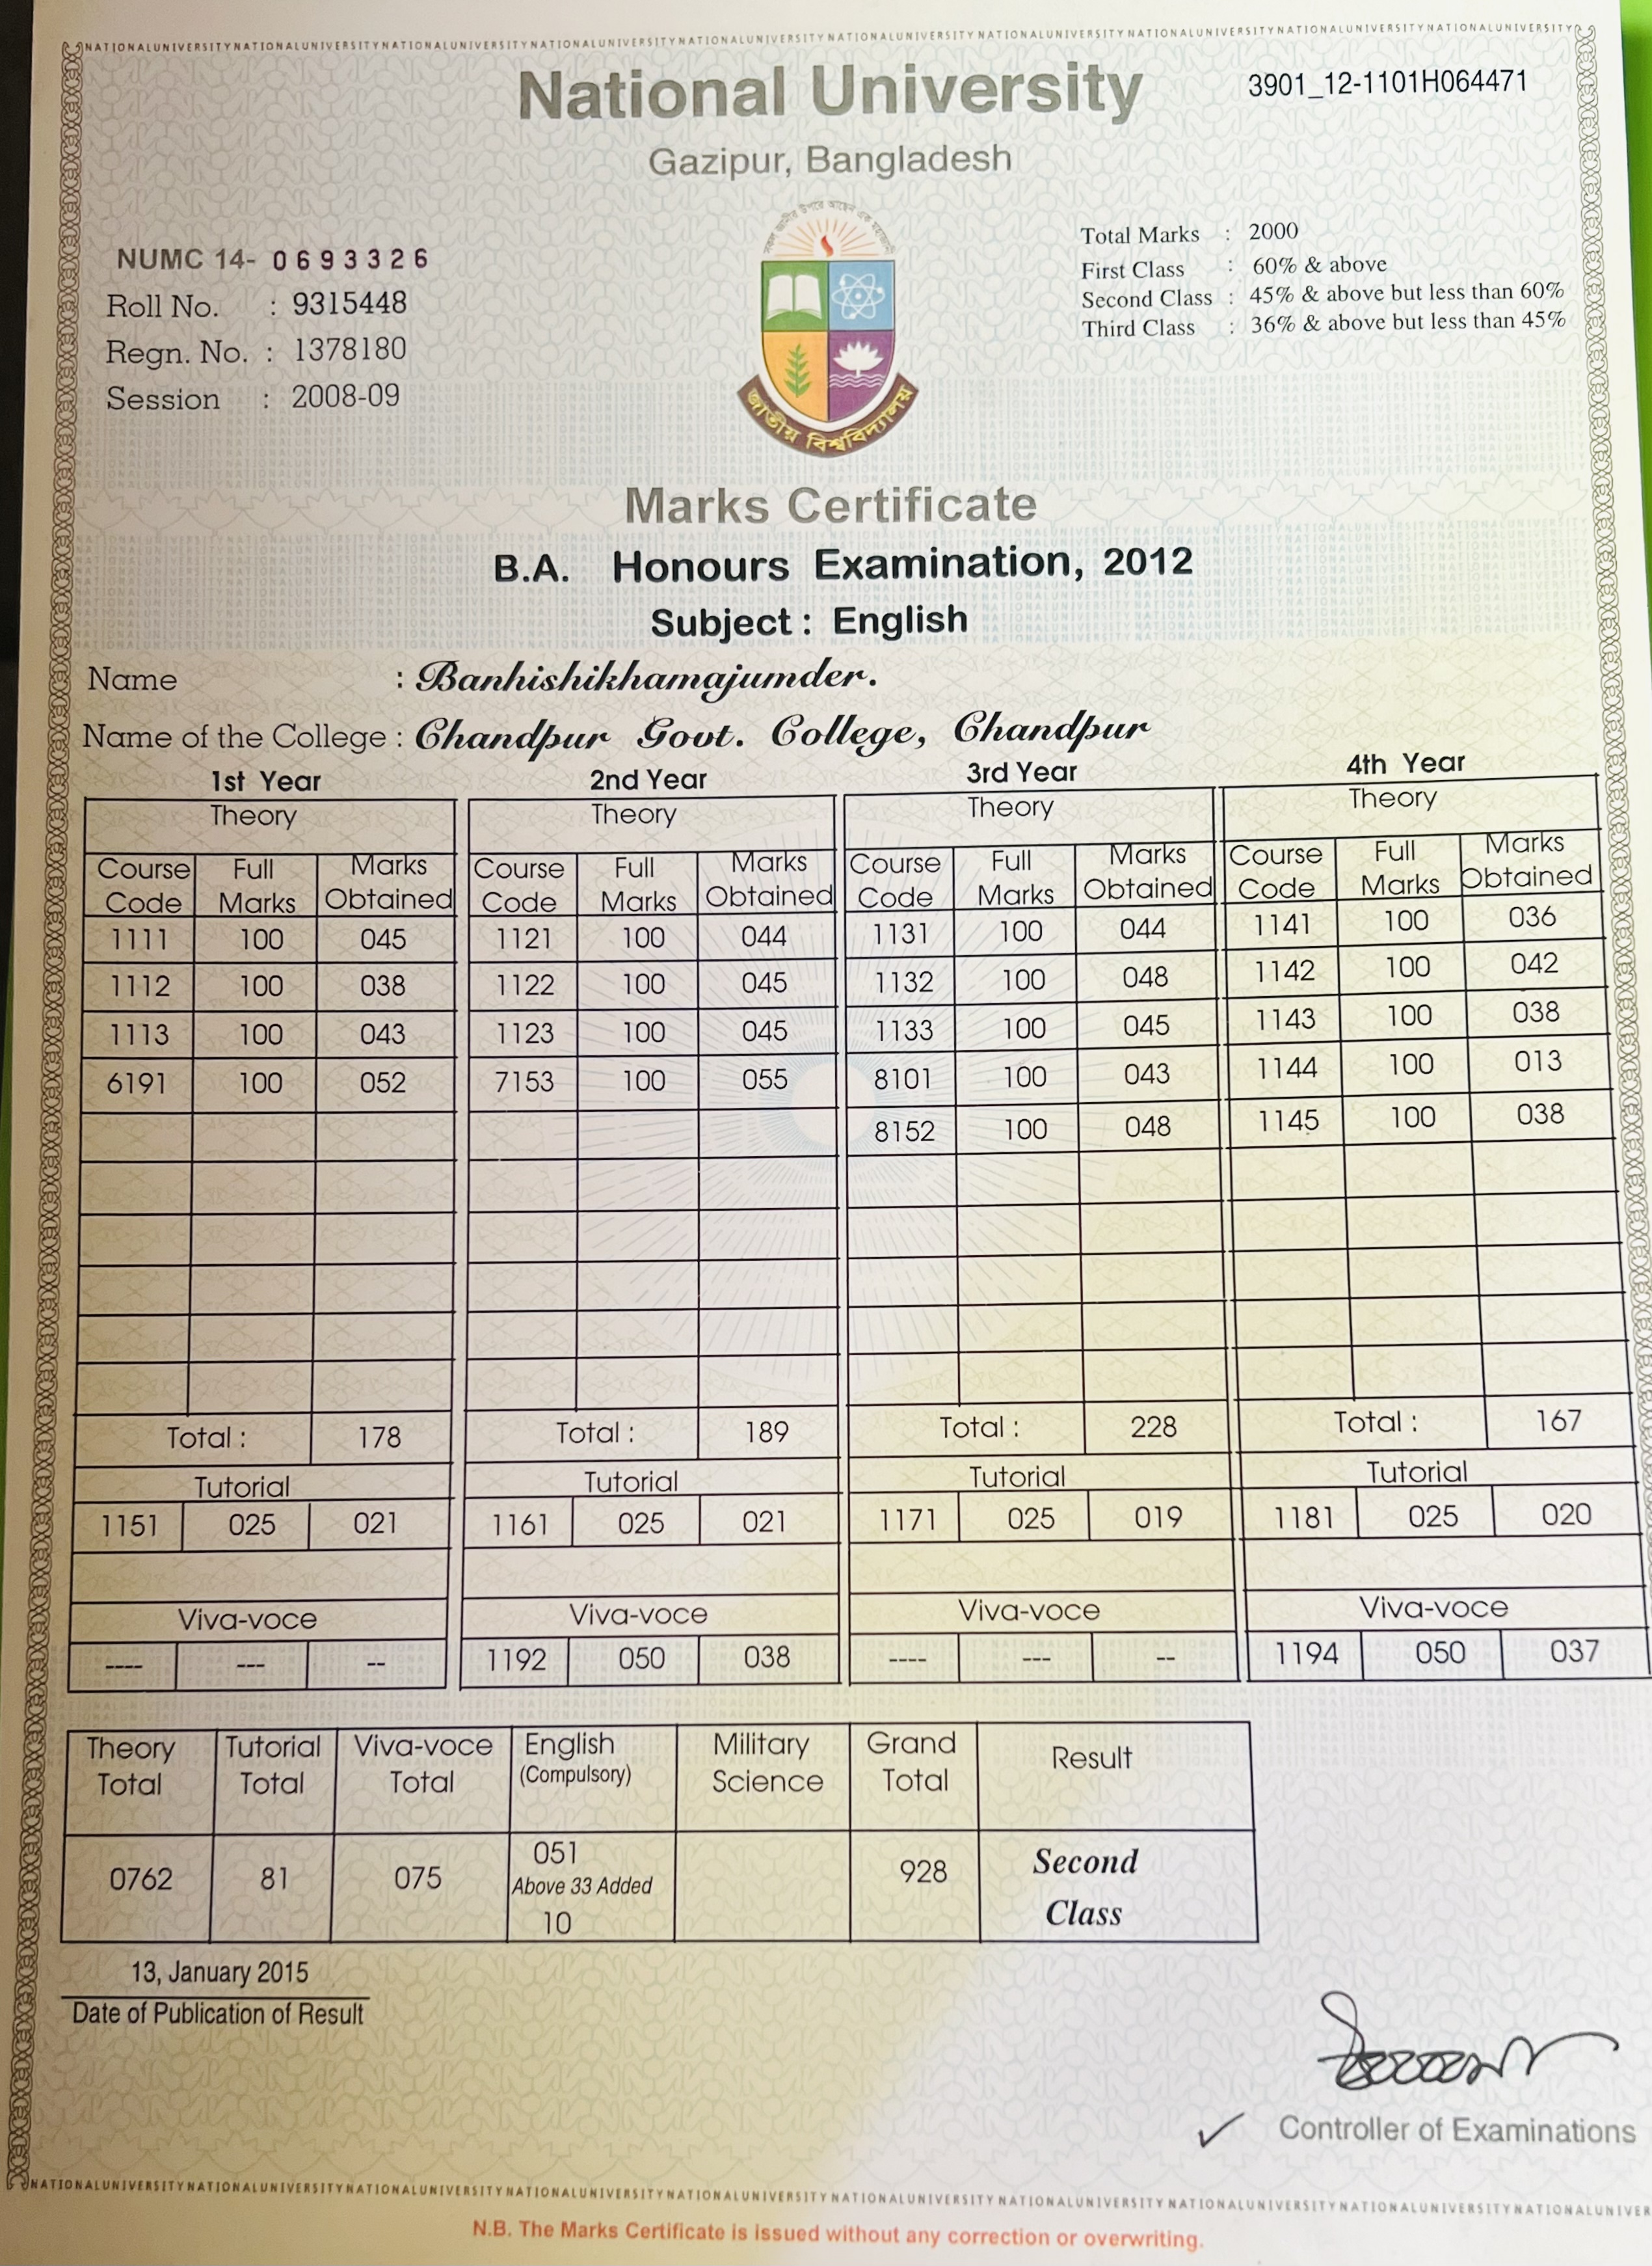 NATIONALUNIVERSITYNATIONALUNIVERSITYNATIONALUNIVERSITYNATIONALUNIVERSITYNATIONALUNIVERSITYNATIONALUNIVERSITYNATIONALUNIVERSITYNATIONALUNIVERSITYNATIONALUNIVERSITYNATIONALUNIVERSITY
National University
3901_12-1101H064471
Gazipur, Bangladesh
NUMC 14- 0693326
Roll No. : 9315448
Regn. No. : 1378180
Session : 2008-09
জাতীয় বিশ্ববিদ্যালয়
Total Marks : 2000
First Class : 60% & above
Second Class : 45% & above but less than 60%
Third Class : 36% & above but less than 45%
Marks Certificate
B.A. Honours Examination, 2012
Subject : English
Name : Banhishikhamajumder.
Name of the College : Chandpur Govt. College, Chandpur
1st Year 2nd Year 3rd Year 4th Year
Theory Theory Theory Theory
Course Full Marks Course Full Marks Course Full Marks Course Full Marks
Code Marks Obtained Code Marks Obtained Code Marks Obtained Code Marks Obtained
1111 100 045 1121 100 044 1131 100 044 1141 100 036
1112 100 038 1122 100 045 1132 100 048 1142 100 042
1113 100 043 1123 100 045 1133 100 045 1143 100 038
6191 100 052 7153 100 055 8101 100 043 1144 100 013
8152 100 048 1145 100 038
Total : 178 Total : 189 Total : 228 Total : 167
Tutorial Tutorial Tutorial Tutorial
1151 025 021 1161 025 021 1171 025 019 1181 025 020
Viva-voce Viva-voce Viva-voce Viva-voce
---- --- -- 1192 050 038 ---- --- -- 1194 050 037
Theory Tutorial Viva-voce English Military Grand Result
Total Total Total (Compulsory) Science Total
0762 81 075 051 928 Second
Above 33 Added
10 Class
13, January 2015
Date of Publication of Result
Controller of Examinations
N.B. The Marks Certificate is issued without any correction or overwriting.